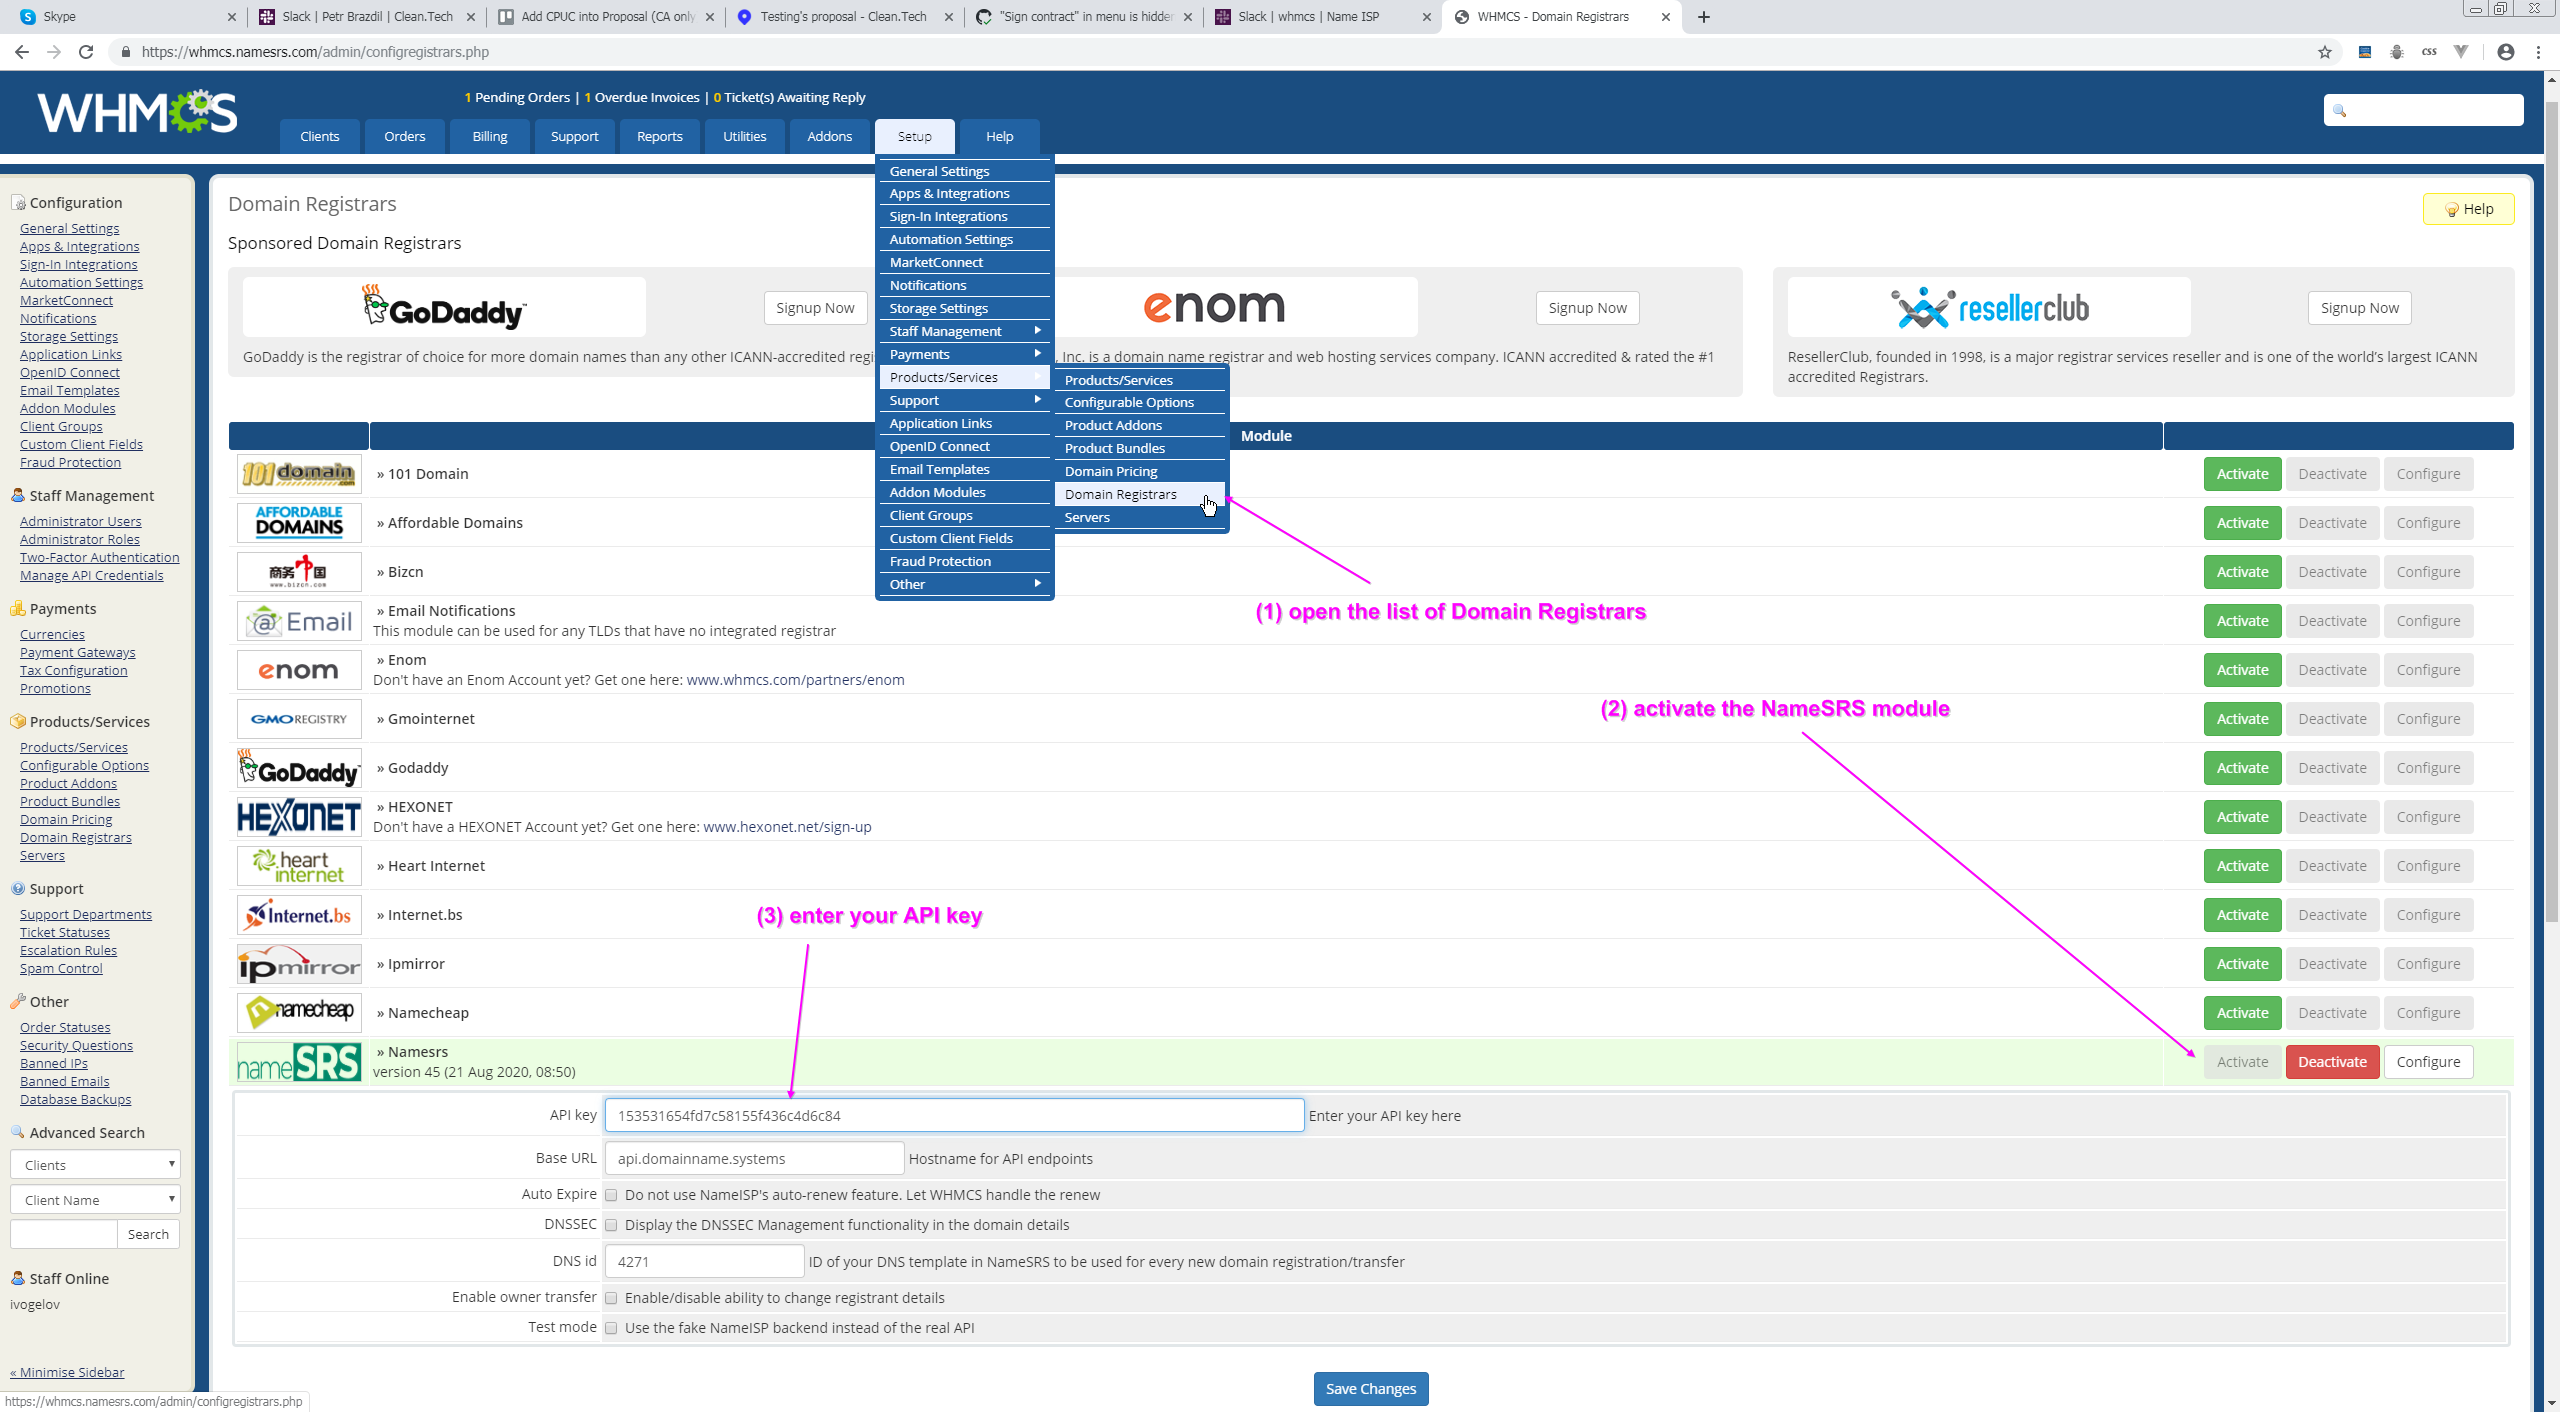 Skype
Slack | Petr Brazdil | Clean.Tech
Add CPUC into Proposal (CA only
Testing's proposal - Clean.Tech
"Sign contract" in menu is hidden
Slack | whmcs | Name ISP
WHMCS - Domain Registrars
https://whmcs.namesrs.com/admin/configregistrars.php
css
WHMCS
1 Pending Orders | 1 Overdue Invoices | 0 Ticket(s) Awaiting Reply
Clients
Orders
Billing
Support
Reports
Utilities
Addons
Setup
Help
General Settings
Apps & Integrations
Sign-In Integrations
Automation Settings
MarketConnect
Notifications
Storage Settings
Staff Management
Payments
Products/Services
Support
Application Links
OpenID Connect
Email Templates
Addon Modules
Client Groups
Custom Client Fields
Fraud Protection
Other
Products/Services
Configurable Options
Product Addons
Product Bundles
Domain Pricing
Domain Registrars
Servers
Configuration
General Settings
Apps & Integrations
Sign-In Integrations
Automation Settings
MarketConnect
Notifications
Storage Settings
Application Links
OpenID Connect
Email Templates
Addon Modules
Client Groups
Custom Client Fields
Fraud Protection
Staff Management
Administrator Users
Administrator Roles
Two-Factor Authentication
Manage API Credentials
Payments
Currencies
Payment Gateways
Tax Configuration
Promotions
Products/Services
Products/Services
Configurable Options
Product Addons
Product Bundles
Domain Pricing
Domain Registrars
Servers
Support
Support Departments
Ticket Statuses
Escalation Rules
Spam Control
Other
Order Statuses
Security Questions
Banned IPs
Banned Emails
Database Backups
Advanced Search
Clients
Client Name
Search
Staff Online
ivogelov
« Minimise Sidebar
https://whmcs.namesrs.com/admin/configregistrars.php
Domain Registrars
Help
Sponsored Domain Registrars
GoDaddy
Signup Now
GoDaddy is the registrar of choice for more domain names than any other ICANN-accredited regi
enom
Signup Now
, Inc. is a domain name registrar and web hosting services company. ICANN accredited & rated the #1
resellerclub
Signup Now
ResellerClub, founded in 1998, is a major registrar services reseller and is one of the world's largest ICANN
accredited Registrars.
Module
101domain
» 101 Domain
Activate Deactivate Configure
AFFORDABLE
DOMAINS
» Affordable Domains
Activate Deactivate Configure
商务中国
www.bizcn.com
» Bizcn
Activate Deactivate Configure
@ Email
» Email Notifications
This module can be used for any TLDs that have no integrated registrar
Activate Deactivate Configure
enom
» Enom
Don't have an Enom Account yet? Get one here: www.whmcs.com/partners/enom
Activate Deactivate Configure
GMO REGISTRY
» Gmointernet
Activate Deactivate Configure
GoDaddy
» Godaddy
Activate Deactivate Configure
HEXONET
» HEXONET
Don't have a HEXONET Account yet? Get one here: www.hexonet.net/sign-up
Activate Deactivate Configure
heart
internet
» Heart Internet
Activate Deactivate Configure
internet.bs
» Internet.bs
Activate Deactivate Configure
ipmirror
» Ipmirror
Activate Deactivate Configure
namecheap
» Namecheap
Activate Deactivate Configure
nameSRS
» Namesrs
version 45 (21 Aug 2020, 08:50)
Activate Deactivate Configure
(1) open the list of Domain Registrars
(2) activate the NameSRS module
(3) enter your API key
API key 153531654fd7c58155f436c4d6c84 Enter your API key here
Base URL api.domainname.systems Hostname for API endpoints
Auto Expire Do not use NameISP's auto-renew feature. Let WHMCS handle the renew
DNSSEC Display the DNSSEC Management functionality in the domain details
DNS id 4271 ID of your DNS template in NameSRS to be used for every new domain registration/transfer
Enable owner transfer Enable/disable ability to change registrant details
Test mode Use the fake NameISP backend instead of the real API
Save Changes